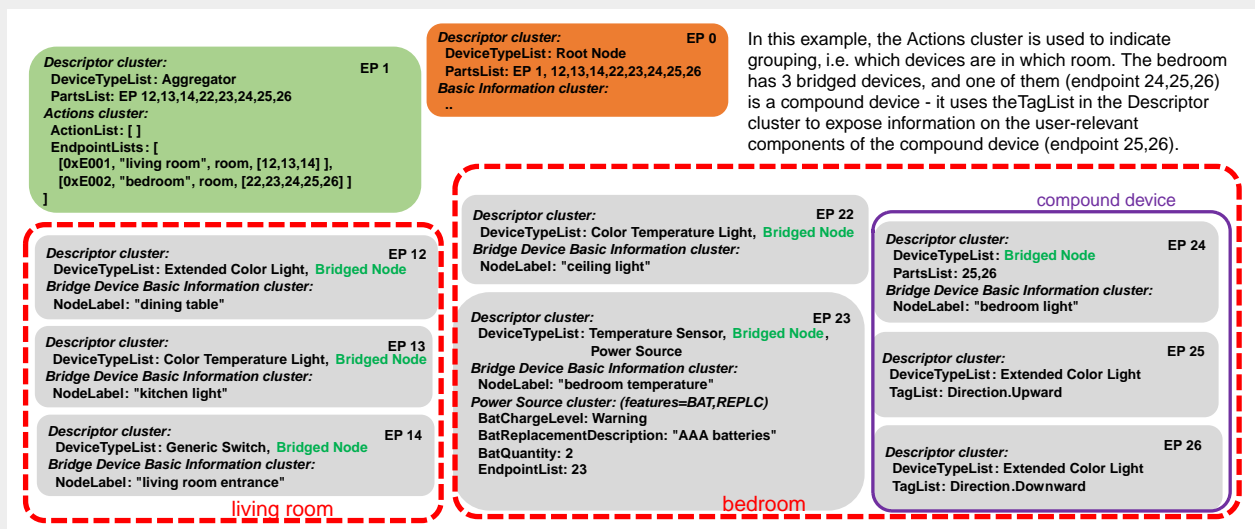 Descriptor cluster:
EP 1
DeviceTypeList: Aggregator
PartsList: EP 12,13,14,22,23,24,25,26
Actions cluster:
ActionList: [ ]
EndpointLists: [
[0xE001, "living room", room, [12,13,14] ],
[0xE002, "bedroom", room, [22,23,24,25,26] ]
]
Descriptor cluster:
EP 0
DeviceTypeList: Root Node
PartsList: EP 1, 12,13,14,22,23,24,25,26
Basic Information cluster:
..
In this example, the Actions cluster is used to indicate
grouping, i.e. which devices are in which room. The bedroom
has 3 bridged devices, and one of them (endpoint 24,25,26)
is a compound device - it uses theTagList in the Descriptor
cluster to expose information on the user-relevant
components of the compound device (endpoint 25,26).
Descriptor cluster:
EP 12
DeviceTypeList: Extended Color Light, Bridged Node
Bridge Device Basic Information cluster:
NodeLabel: "dining table"
Descriptor cluster:
EP 13
DeviceTypeList: Color Temperature Light, Bridged Node
Bridge Device Basic Information cluster:
NodeLabel: "kitchen light"
Descriptor cluster:
EP 14
DeviceTypeList: Generic Switch, Bridged Node
Bridge Device Basic Information cluster:
NodeLabel: "living room entrance"
living room
Descriptor cluster:
EP 22
DeviceTypeList: Color Temperature Light, Bridged Node
Bridge Device Basic Information cluster:
NodeLabel: "ceiling light"
Descriptor cluster:
EP 23
DeviceTypeList: Temperature Sensor, Bridged Node,
Power Source
Bridge Device Basic Information cluster:
NodeLabel: "bedroom temperature"
Power Source cluster: (features=BAT,REPLC)
BatChargeLevel: Warning
BatReplacementDescription: "AAA batteries"
BatQuantity: 2
EndpointList: 23
bedroom
compound device
Descriptor cluster:
EP 24
DeviceTypeList: Bridged Node
PartsList: 25,26
Bridge Device Basic Information cluster:
NodeLabel: "bedroom light"
Descriptor cluster:
EP 25
DeviceTypeList: Extended Color Light
TagList: Direction.Upward
Descriptor cluster:
EP 26
DeviceTypeList: Extended Color Light
TagList: Direction.Downward